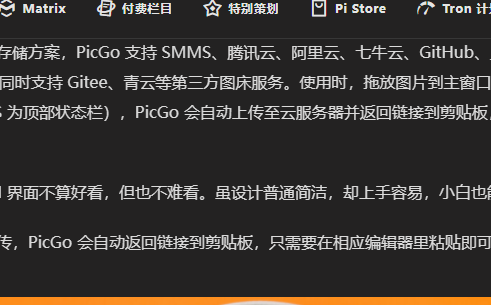 Matrix 付费栏目 特别策划 Pi Store Tron 计
存储方案，PicGo 支持 SMMS、腾讯云、阿里云、七牛云、GitHub、
同时支持 Gitee、青云等第三方图床服务。使用时，拖放图片到主窗口
为顶部状态栏），PicGo 会自动上传至云服务器并返回链接到剪贴板，
界面不算好看，但也不难看。虽设计普通简洁，却上手容易，小白也
传，PicGo 会自动返回链接到剪贴板，只需要在相应编辑器里粘贴即可